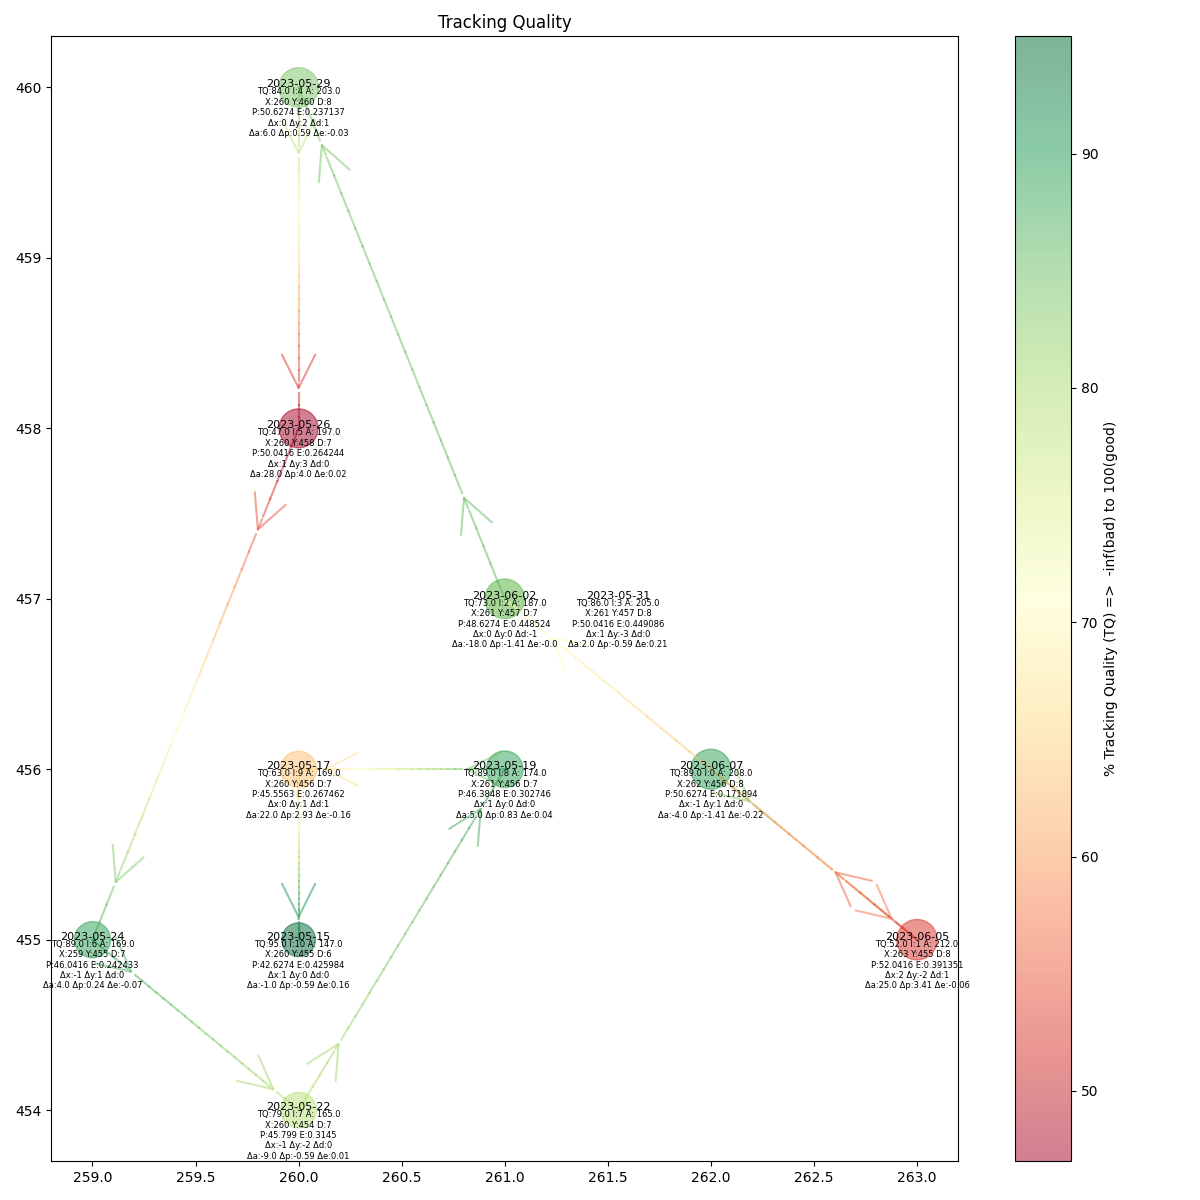 Tracking Quality
460
459
458
457
456
455
454
2023-05-29
TQ:84.0 I:4 A: 203.0
X:260 Y:460 D:8
P:50.6274 E:0.237137
Δx:0 Δy:2 Δd:1
Δa:6.0 Δp:0.59 Δe:-0.03
2023-05-26
TQ:47.0 I:5 A: 197.0
X:260 Y:458 D:7
P:50.0416 E:0.264244
Δx:1 Δy:3 Δd:0
Δa:28.0 Δp:4.0 Δe:0.02
2023-06-02
TQ:73.0 I:2 A: 187.0
X:261 Y:457 D:7
P:48.6274 E:0.448524
Δx:0 Δy:0 Δd:-1
Δa:-18.0 Δp:-1.41 Δe:-0.0
2023-05-31
TQ:86.0 I:3 A: 205.0
X:261 Y:457 D:8
P:50.0416 E:0.449086
Δx:1 Δy:-3 Δd:0
Δa:2.0 Δp:-0.59 Δe:0.21
2023-05-17
TQ:63.0 I:9 A: 169.0
X:260 Y:456 D:7
P:45.5563 E:0.267462
Δx:0 Δy:1 Δd:1
Δa:22.0 Δp:2.93 Δe:-0.16
2023-05-19
TQ:89.0 I:8 A: 174.0
X:261 Y:456 D:7
P:46.3848 E:0.302746
Δx:1 Δy:0 Δd:0
Δa:5.0 Δp:0.83 Δe:0.04
2023-06-07
TQ:89.0 I:0 A: 208.0
X:262 Y:456 D:8
P:50.6274 E:0.171894
Δx:-1 Δy:1 Δd:0
Δa:-4.0 Δp:-1.41 Δe:-0.22
2023-05-24
TQ:89.0 I:6 A: 169.0
X:259 Y:455 D:7
P:46.0416 E:0.242433
Δx:-1 Δy:1 Δd:0
Δa:4.0 Δp:0.24 Δe:-0.07
2023-05-15
TQ:95.0 I:10 A: 147.0
X:260 Y:455 D:6
P:42.6274 E:0.425984
Δx:1 Δy:0 Δd:0
Δa:-1.0 Δp:-0.59 Δe:0.16
2023-06-05
TQ:52.0 I:1 A: 212.0
X:263 Y:455 D:8
P:52.0416 E:0.391351
Δx:2 Δy:-2 Δd:1
Δa:25.0 Δp:3.41 Δe:-0.06
2023-05-22
TQ:79.0 I:7 A: 165.0
X:260 Y:454 D:7
P:45.799 E:0.3145
Δx:-1 Δy:-2 Δd:0
Δa:-9.0 Δp:-0.59 Δe:0.01
259.0
259.5
260.0
260.5
261.0
261.5
262.0
262.5
263.0
90
80
70
60
50
% Tracking Quality (TQ) => -inf(bad) to 100(good)